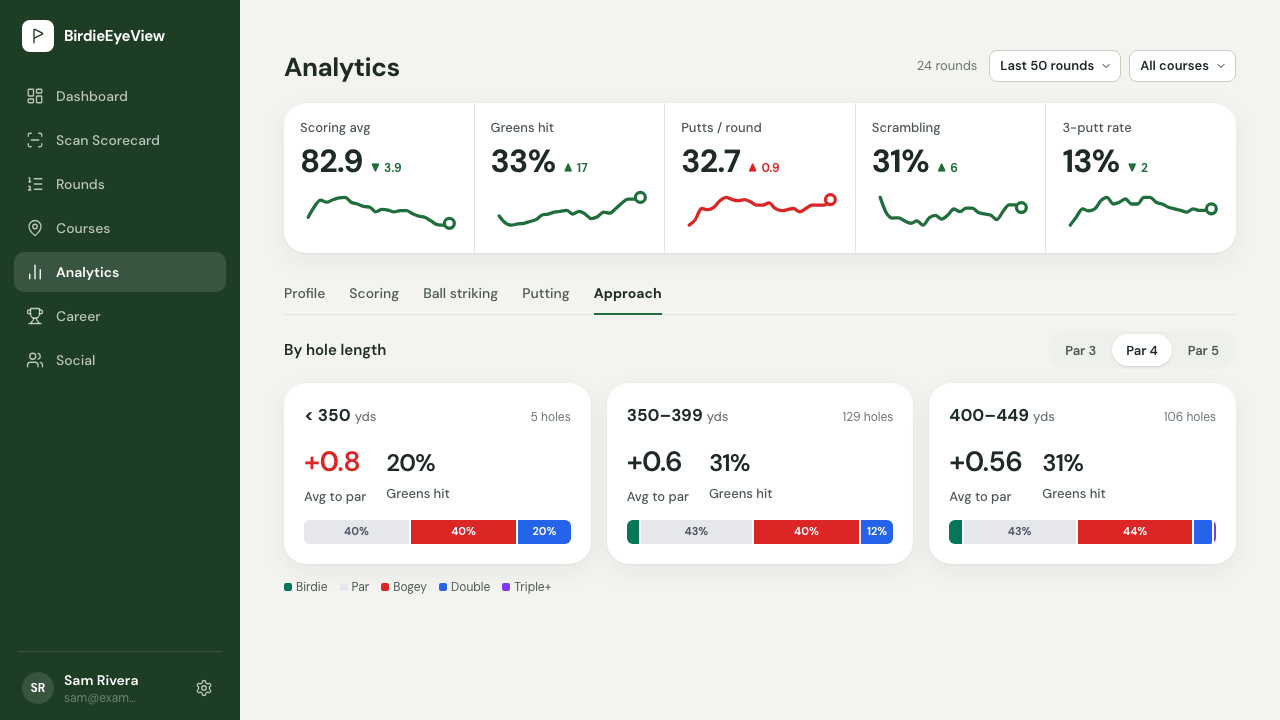 BirdieEyeView
Dashboard
Scan Scorecard
Rounds
Courses
Analytics
Career
Social
SR
Sam Rivera
sam@exam...
Analytics
24 rounds
Last 50 rounds
All courses
Scoring avg
82.9 ▼ 3.9
Greens hit
33% ▲ 17
Putts / round
32.7 ▲ 0.9
Scrambling
31% ▲ 6
3-putt rate
13% ▼ 2
Profile
Scoring
Ball striking
Putting
Approach
By hole length
Par 3
Par 4
Par 5
< 350 yds
5 holes
+0.8
Avg to par
20%
Greens hit
40% 40% 20%
350–399 yds
129 holes
+0.6
Avg to par
31%
Greens hit
43% 40% 12%
400–449 yds
106 holes
+0.56
Avg to par
31%
Greens hit
43% 44%
Birdie Par Bogey Double Triple+